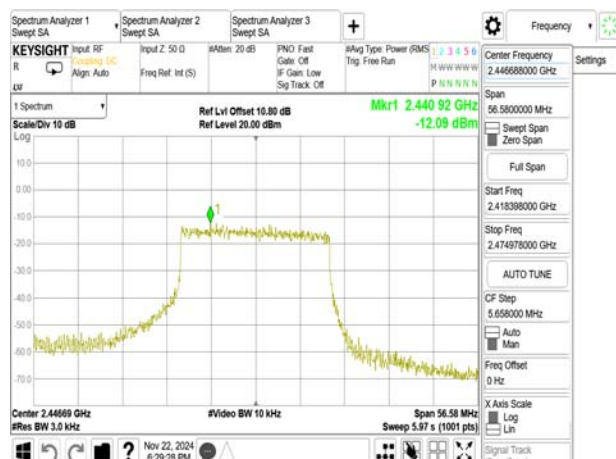 Spectrum Analyzer 1
Swept SA
Spectrum Analyzer 2
Swept SA
Spectrum Analyzer 3
Swept SA
+
Frequency
KEYSIGHT
R
Input: RF
Coupling: DC
Align: Auto
Input Z: 50 Ω
Freq Ref: Int (S)
#Atten: 20 dB
PNO: Fast
Gate: Off
IF Gain: Low
Sig Track: Off
#Avg Type: Power (RMS
Trig: Free Run
1 2 3 4 5 6
M W W W W W
P N N N N N
1 Spectrum
Scale/Div 10 dB
Log
Ref Lvl Offset 10.80 dB
Ref Level 20.00 dBm
Mkr1 2.440 92 GHz
-12.09 dBm
10.0
0.00
-10.0
-20.0
-30.0
-40.0
-50.0
-60.0
-70.0
1
Center 2.44669 GHz
#Res BW 3.0 kHz
#Video BW 10 kHz
Span 56.58 MHz
Sweep 5.97 s (1001 pts)
?
Nov 22, 2024
6:29:28 PM
Center Frequency
2.446688000 GHz
Span
56.5800000 MHz
Swept Span
Zero Span
Full Span
Start Freq
2.418398000 GHz
Stop Freq
2.474978000 GHz
AUTO TUNE
CF Step
5.658000 MHz
Auto
Man
Freq Offset
0 Hz
X Axis Scale
Log
Lin
Signal Track
Settings